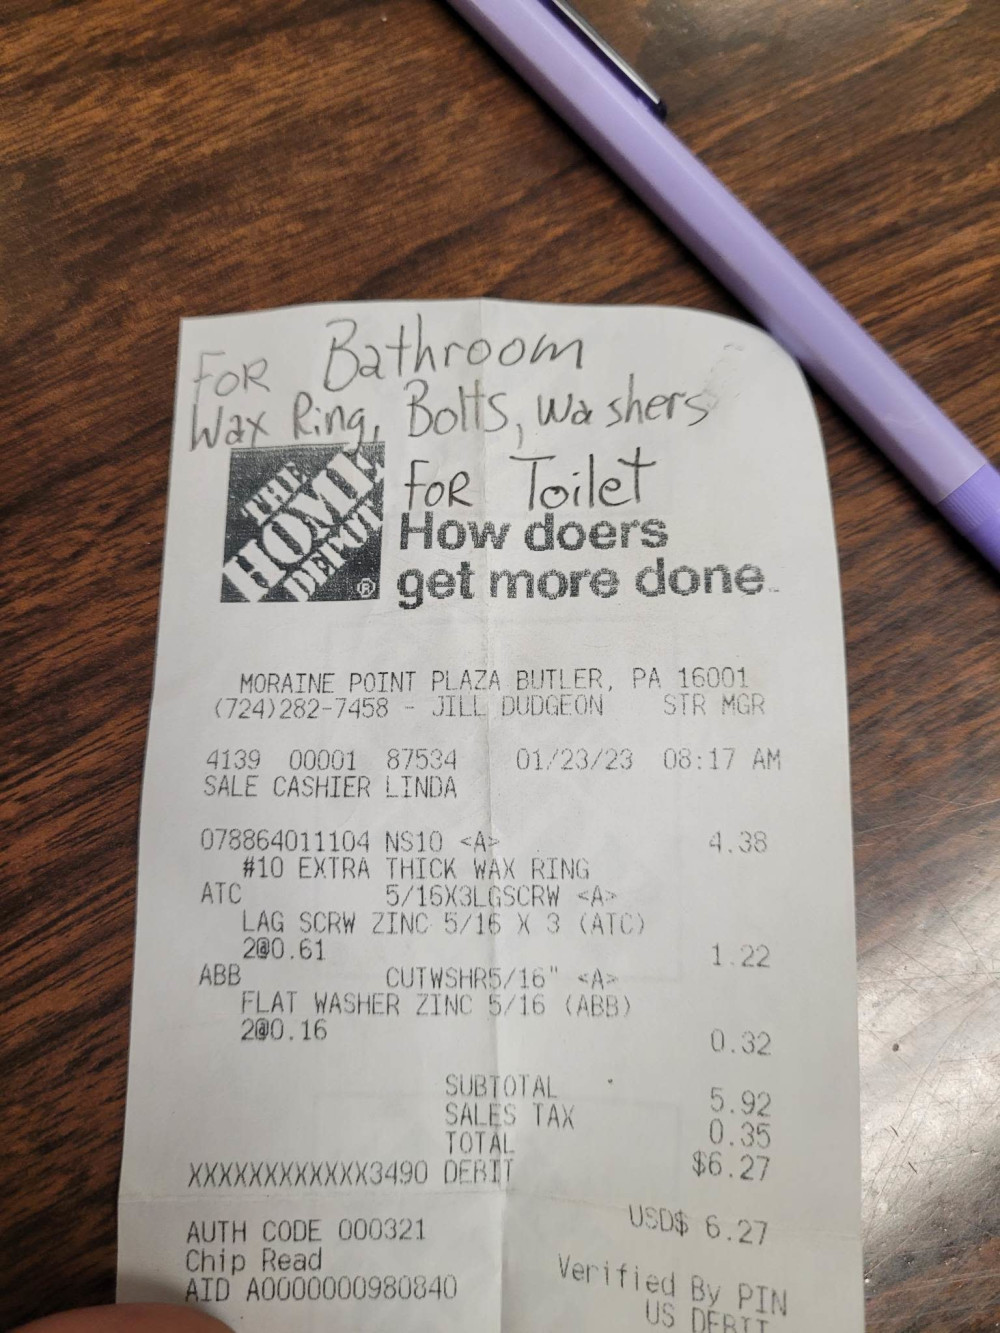 FOR Bathroom
Wax Ring, Bolts, washers
FOR Toilet
THE
HOME
DEPOT
®
How doers
get more done
MORAINE POINT PLAZA BUTLER, PA 16001
(724)282-7458 - JILL DUDGEON STR MGR
4139 00001 87534 01/23/23 08:17 AM
SALE CASHIER LINDA
078864011104 NS10 <A> 4.38
#10 EXTRA THICK WAX RING
ATC 5/16X3LGSCRW <A>
LAG SCRW ZINC 5/16 X 3 (ATC)
2@0.61 1.22
ABB CUTWSHR5/16" <A>
FLAT WASHER ZINC 5/16 (ABB)
2@0.16 0.32
SUBTOTAL 5.92
SALES TAX 0.35
TOTAL $6.27
XXXXXXXXXXXX3490 DEBIT
USD$ 6.27
AUTH CODE 000321
Chip Read
Verified By PIN
AID A0000000980840
US DEBIT